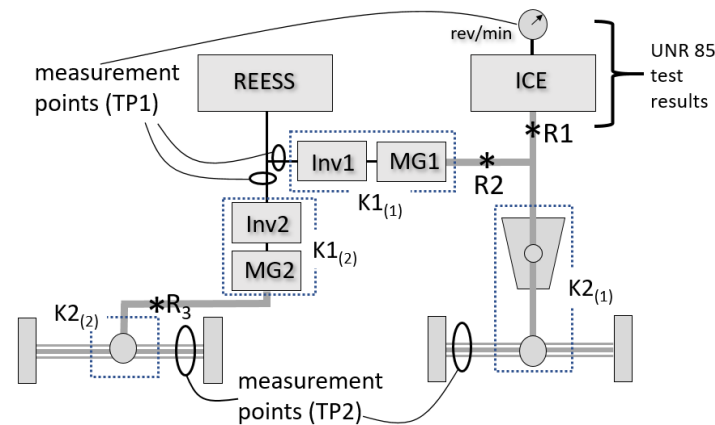 rev/min
UNR 85
test
results
measurement
points (TP1)
REESS
ICE
*R1
Inv1
MG1
*
R2
K1(1)
Inv2
MG2
K1(2)
*R3
K2(2)
K2(1)
measurement
points (TP2)